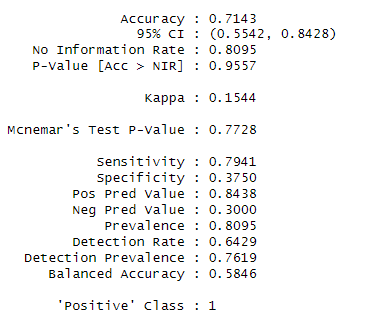 Accuracy : 0.7143
95% CI : (0.5542, 0.8428)
No Information Rate : 0.8095
P-Value [Acc > NIR] : 0.9557
Kappa : 0.1544
Mcnemar's Test P-Value : 0.7728
Sensitivity : 0.7941
Specificity : 0.3750
Pos Pred Value : 0.8438
Neg Pred Value : 0.3000
Prevalence : 0.8095
Detection Rate : 0.6429
Detection Prevalence : 0.7619
Balanced Accuracy : 0.5846
'Positive' Class : 1